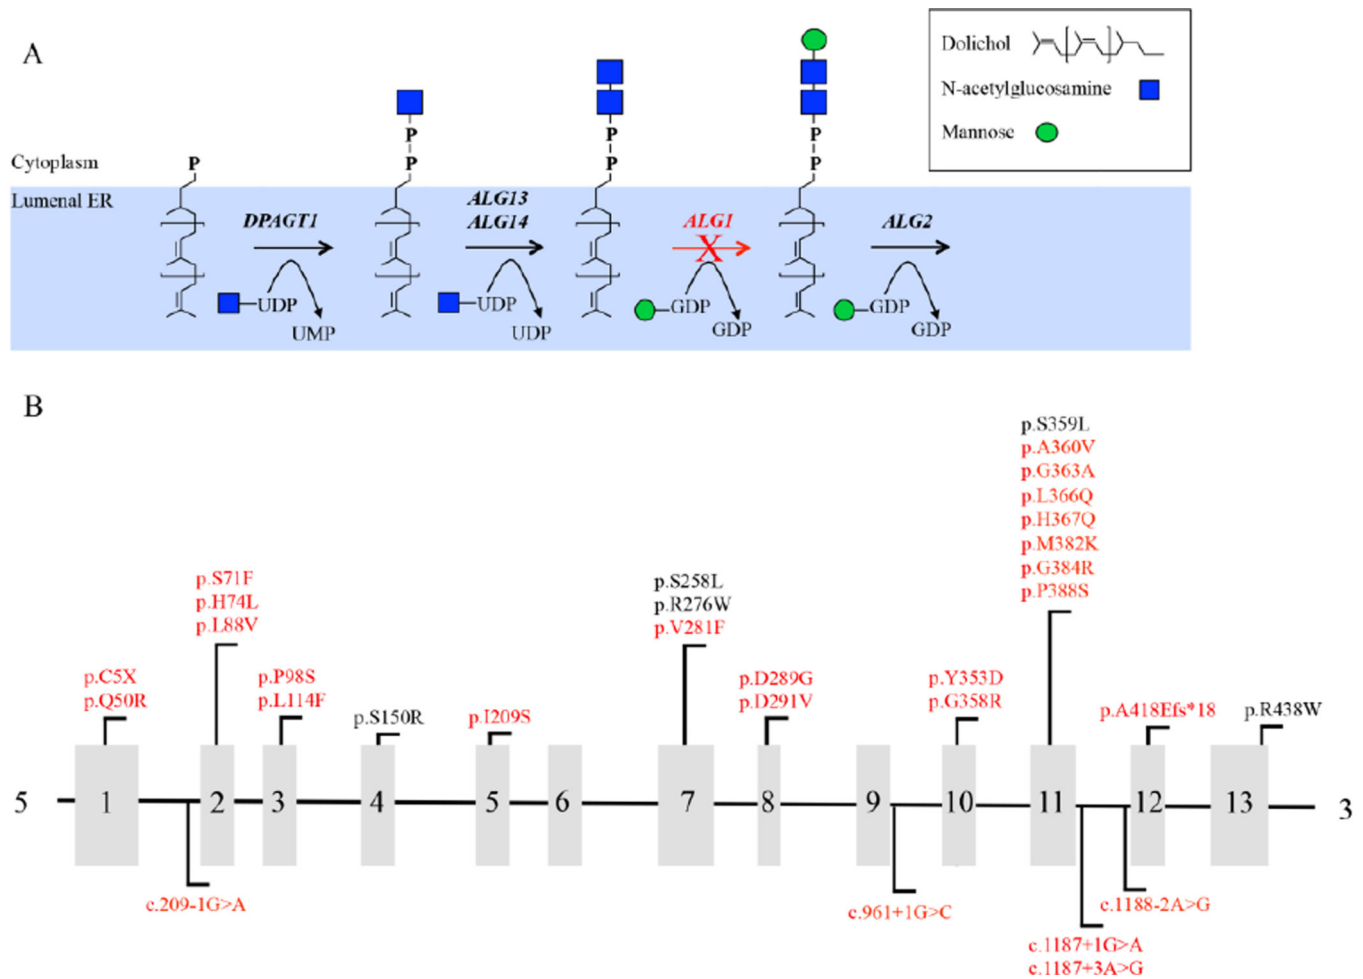 A
Dolichol
N-acetylglucosamine
Mannose
P
P
P
P
P
P
P
Cytoplasm
Lumenal ER
DPAGT1
ALG13
ALG14
ALG1
X
ALG2
UDP
UMP
UDP
UDP
GDP
GDP
GDP
GDP
B
p.S359L
p.A360V
p.G363A
p.L366Q
p.H367Q
p.M382K
p.G384R
p.P388S
p.S71F
p.H74L
p.L88V
p.S258L
p.R276W
p.V281F
p.C5X
p.Q50R
p.P98S
p.L114F
p.S150R
p.I209S
p.D289G
p.D291V
p.Y353D
p.G358R
p.A418Efs*18
p.R438W
5 1 2 3 4 5 6 7 8 9 10 11 12 13 3
c.209-1G>A
c.961+1G>C
c.1188-2A>G
c.1187+1G>A
c.1187+3A>G